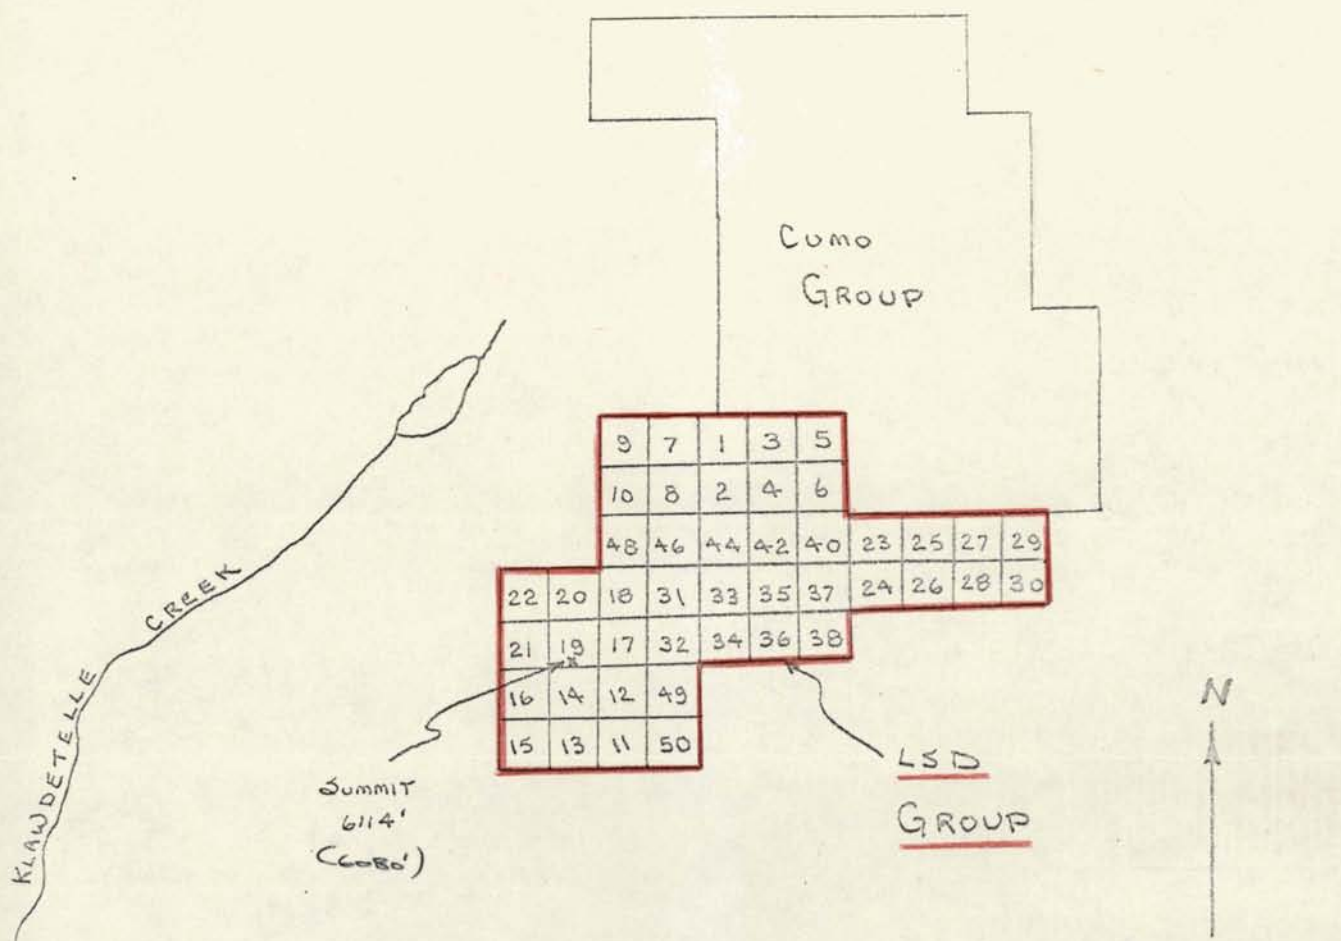 CUMO
GROUP
9 7 1 3 5
10 8 2 4 6
48 46 44 42 40 23 25 27 29
22 20 18 31 33 35 37 24 26 28 30
21 19 17 32 34 36 38
16 14 12 49
15 13 11 50
KLAWDETELLE CREEK
SUMMIT
6114'
(6080')
LSD
GROUP
N